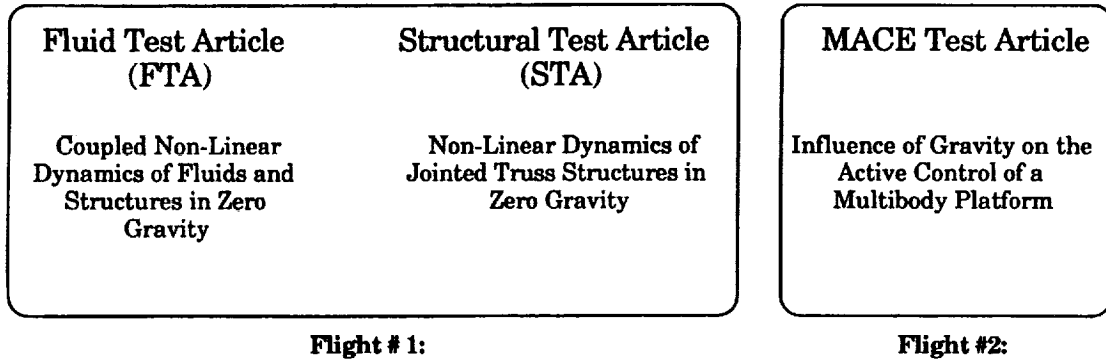 Fluid Test Article
(FTA)
Coupled Non-Linear
Dynamics of Fluids and
Structures in Zero
Gravity
Structural Test Article
(STA)
Non-Linear Dynamics of
Jointed Truss Structures in
Zero Gravity
MACE Test Article
Influence of Gravity on the
Active Control of a
Multibody Platform
Flight # 1:
Flight #2: